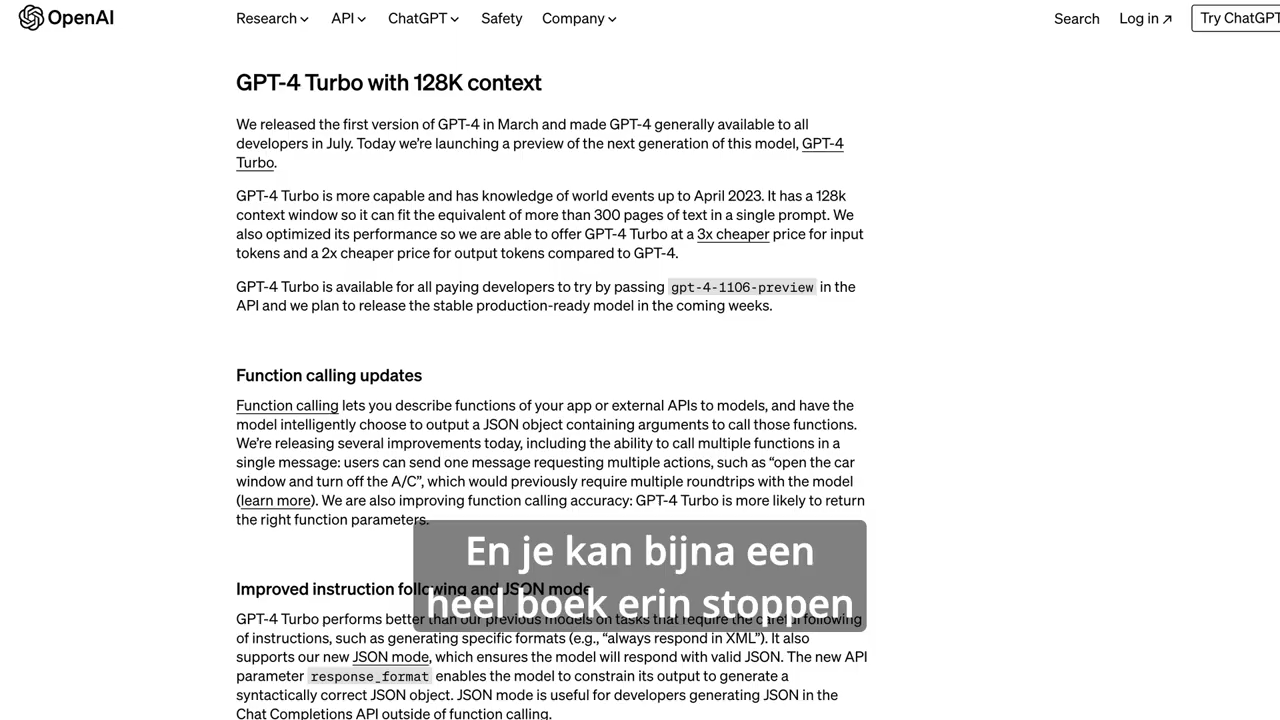 OpenAI
Research API ChatGPT Safety Company Search Log in ↗ Try ChatGPT
GPT-4 Turbo with 128K context
We released the first version of GPT-4 in March and made GPT-4 generally available to all
developers in July. Today we're launching a preview of the next generation of this model, GPT-4
Turbo.
GPT-4 Turbo is more capable and has knowledge of world events up to April 2023. It has a 128k
context window so it can fit the equivalent of more than 300 pages of text in a single prompt. We
also optimized its performance so we are able to offer GPT-4 Turbo at a 3x cheaper price for input
tokens and a 2x cheaper price for output tokens compared to GPT-4.
GPT-4 Turbo is available for all paying developers to try by passing gpt-4-1106-preview in the
API and we plan to release the stable production-ready model in the coming weeks.
Function calling updates
Function calling lets you describe functions of your app or external APIs to models, and have the
model intelligently choose to output a JSON object containing arguments to call those functions.
We're releasing several improvements today, including the ability to call multiple functions in a
single message: users can send one message requesting multiple actions, such as “open the car
window and turn off the A/C”, which would previously require multiple roundtrips with the model
(learn more). We are also improving function calling accuracy: GPT-4 Turbo is more likely to return
the right function parameters.
En je kan bijna een
heel boek erin stoppen
Improved instruction following and JSON mode
GPT-4 Turbo performs better than our previous models on tasks that require the careful following
of instructions, such as generating specific formats (e.g., “always respond in XML”). It also
supports our new JSON mode, which ensures the model will respond with valid JSON. The new API
parameter response_format enables the model to constrain its output to generate a
syntactically correct JSON object. JSON mode is useful for developers generating JSON in the
Chat Completions API outside of function calling.